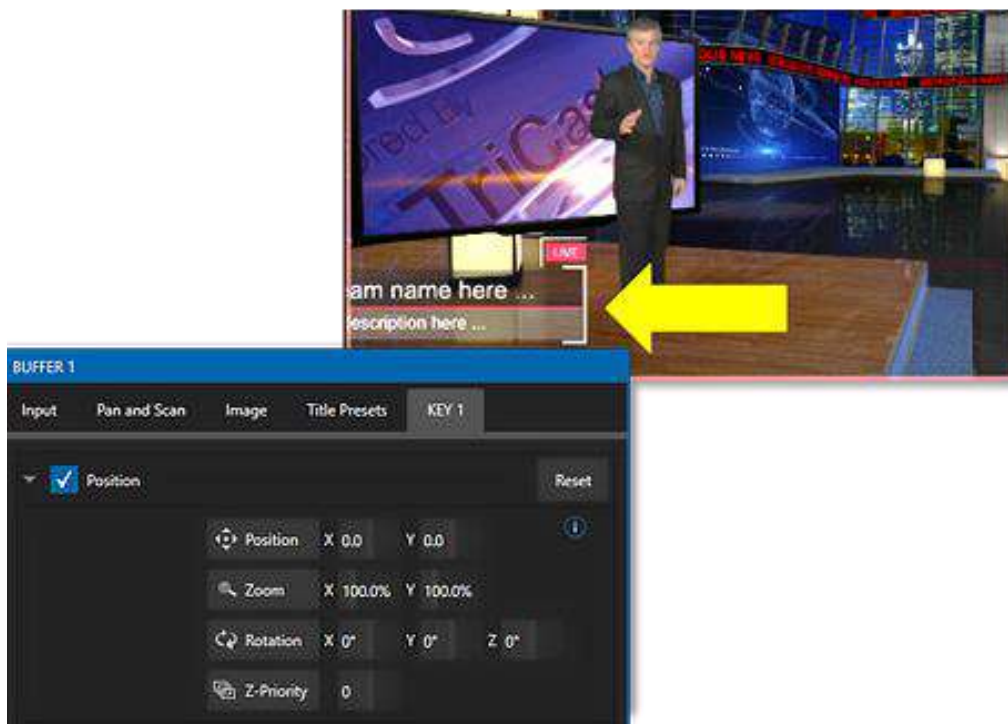 ored By
TriCas
LIVE
am name here ...
description here ...
BUFFER 1
Input Pan and Scan Image Title Presets KEY 1
Position Reset
Position X 0.0 Y 0.0
Zoom X 100.0% Y 100.0%
Rotation X 0° Y 0° Z 0°
Z-Priority 0